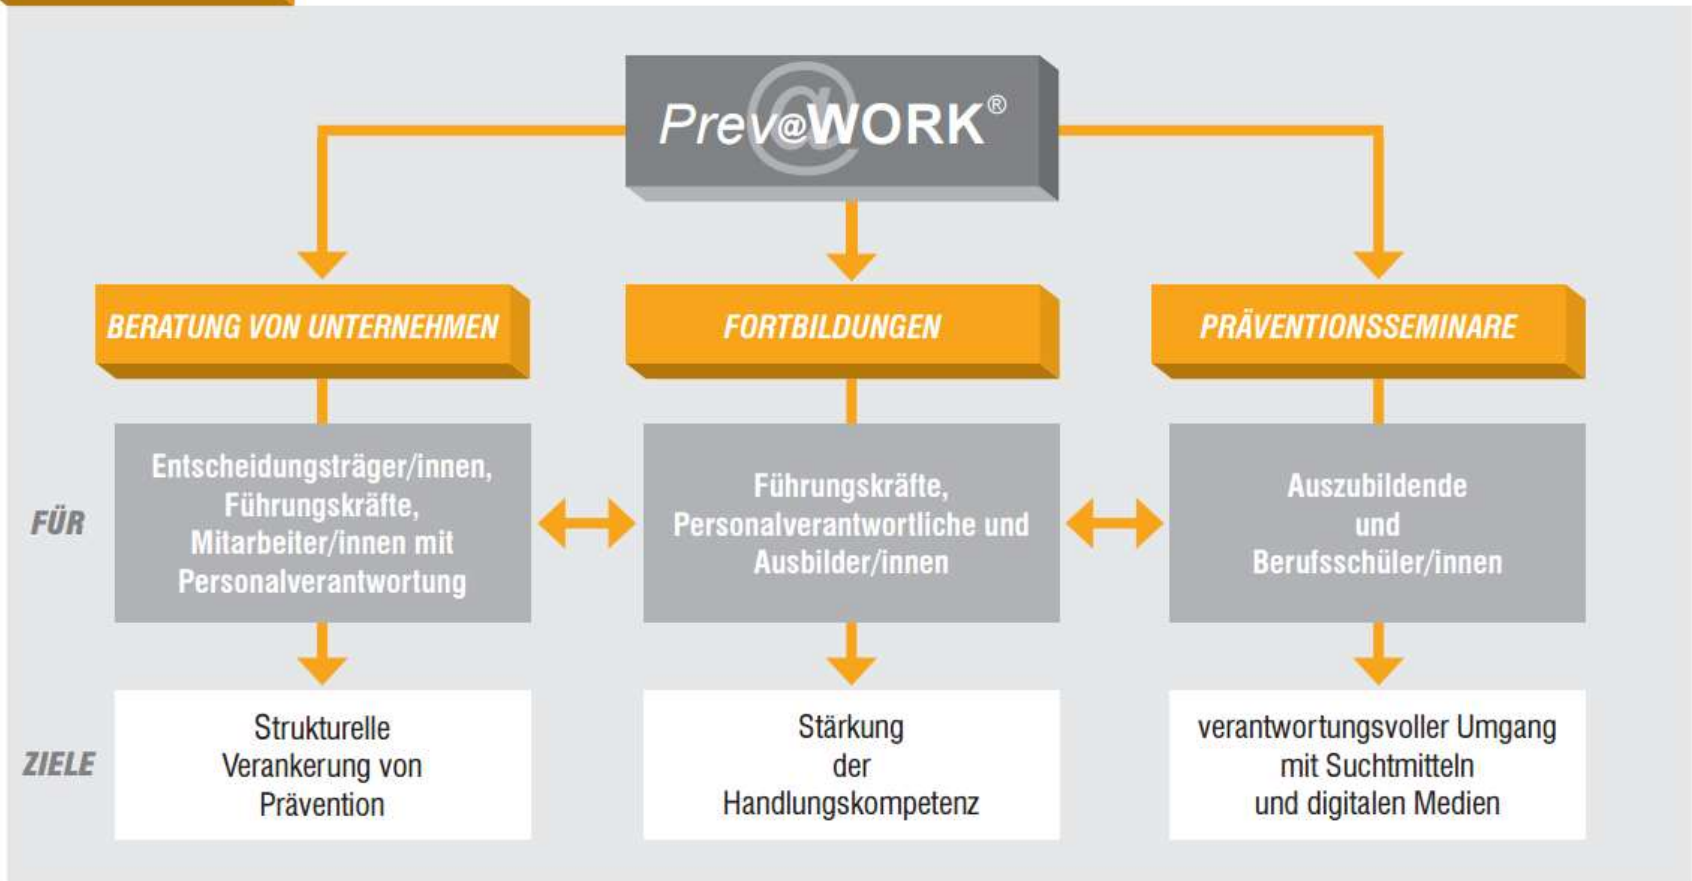 Prev@WORK®
BERATUNG VON UNTERNEHMEN
FORTBILDUNGEN
PRÄVENTIONSSEMINARE
FÜR
Entscheidungsträger/innen,
Führungskräfte,
Mitarbeiter/innen mit
Personalverantwortung
Führungskräfte,
Personalverantwortliche und
Ausbilder/innen
Auszubildende
und
Berufsschüler/innen
ZIELE
Strukturelle
Verankerung von
Prävention
Stärkung
der
Handlungskompetenz
verantwortungsvoller Umgang
mit Suchtmitteln
und digitalen Medien